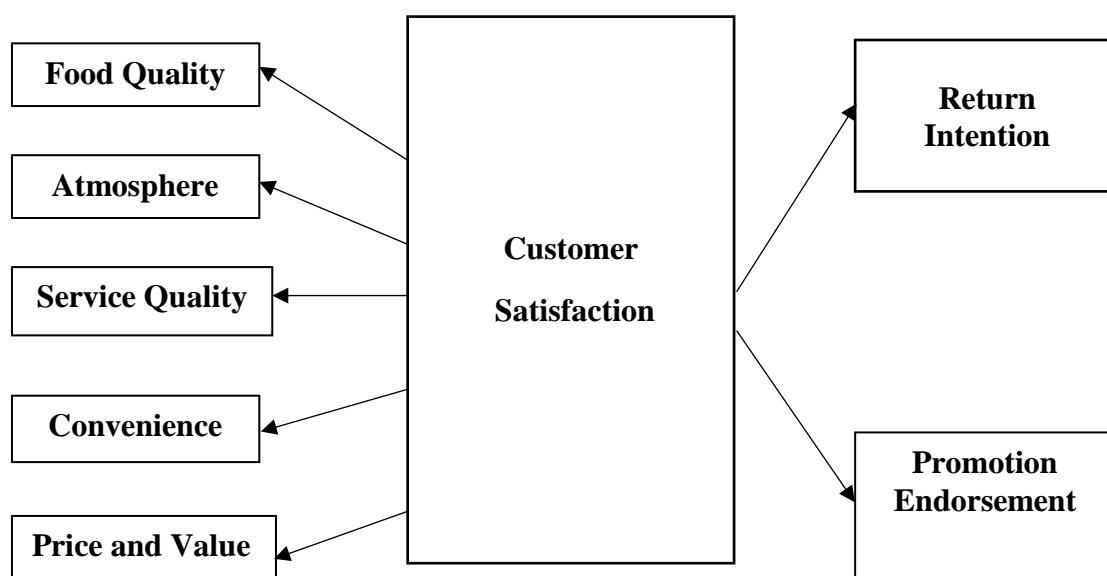 Food Quality
Atmosphere
Service Quality
Convenience
Price and Value
Customer
Satisfaction
Return
Intention
Promotion
Endorsement